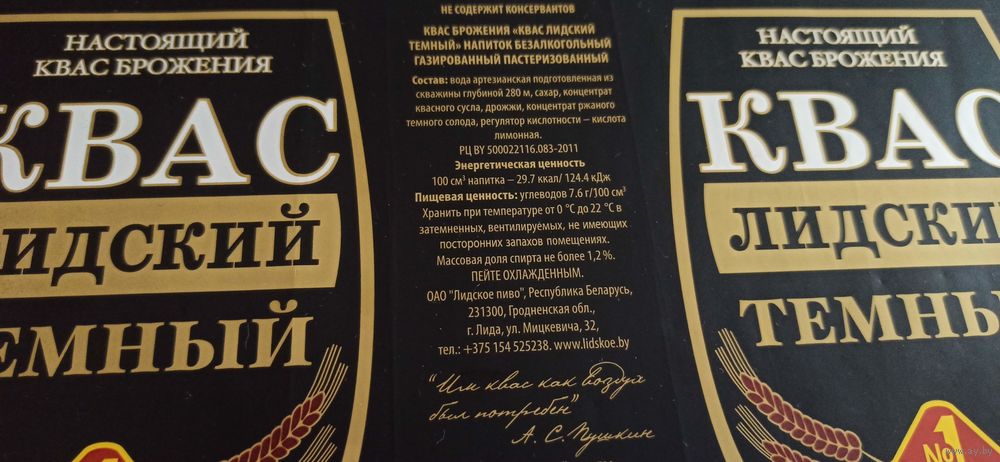 НАСТОЯЩИЙ
КВАС БРОЖЕНИЯ
КВАС
ЛИДСКИЙ
ТЕМНЫЙ
НЕ СОДЕРЖИТ КОНСЕРВАНТОВ
КВАС БРОЖЕНИЯ «КВАС ЛИДСКИЙ
ТЕМНЫЙ» НАПИТОК БЕЗАЛКОГОЛЬНЫЙ
ГАЗИРОВАННЫЙ ПАСТЕРИЗОВАННЫЙ
Состав: вода артезианская подготовленная из
скважины глубиной 280 м, сахар, концентрат
квасного сусла, дрожжи, концентрат ржаного
темного солода, регулятор кислотности – кислота
лимонная.
РЦ BY 500022116.083-2011
Энергетическая ценность
100 см³ напитка – 29.7 ккал/ 124.4 кДж
Пищевая ценность: углеводов 7.6 г/100 см³
Хранить при температуре от 0 °С до 22 °С в
затемненных, вентилируемых, не имеющих
посторонних запахов помещениях.
Массовая доля спирта не более 1,2 %.
ПЕЙТЕ ОХЛАЖДЕННЫМ.
ОАО "Лидское пиво", Республика Беларусь,
231300, Гродненская обл.,
г. Лида, ул. Мицкевича, 32,
тел.: +375 154 525238. www.lidskoe.by
"Им квас как воздух
был потребен"
А. С. Пушкин
НАСТОЯЩИЙ
КВАС БРОЖЕНИЯ
КВАС
ЛИДСКИ
ТЕМНЫ
№1
www.ay.by